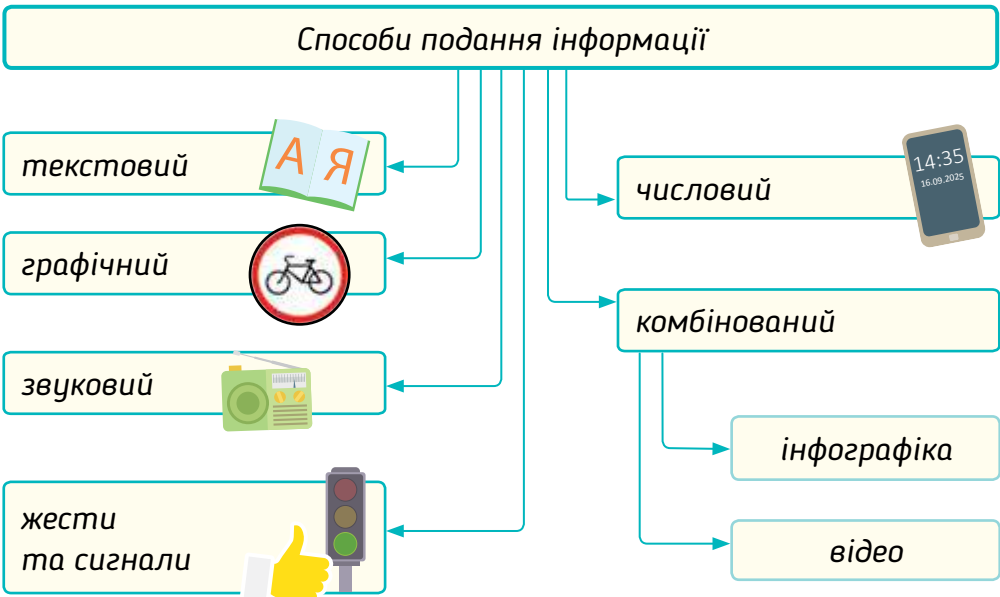 Способи подання інформації
текстовий
А Я
графічний
звуковий
жести
та сигнали
числовий
14:35
16.09.2025
комбінований
інфографіка
відео